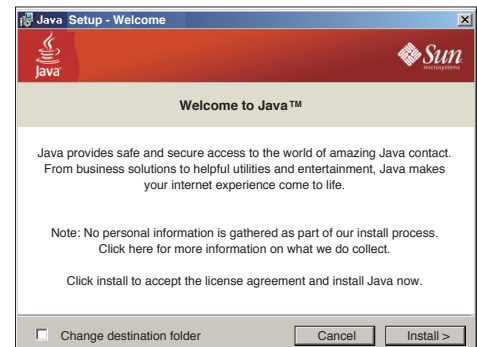 Java Setup - Welcome
Java
Sun
microsystems
Welcome to Java™
Java provides safe and secure access to the world of amazing Java contact.
From business solutions to helpful utilities and entertainment, Java makes
your internet experience come to life.
Note: No personal information is gathered as part of our install process.
Click here for more information on what we do collect.
Click install to accept the license agreement and install Java now.
Change destination folder
Cancel
Install >